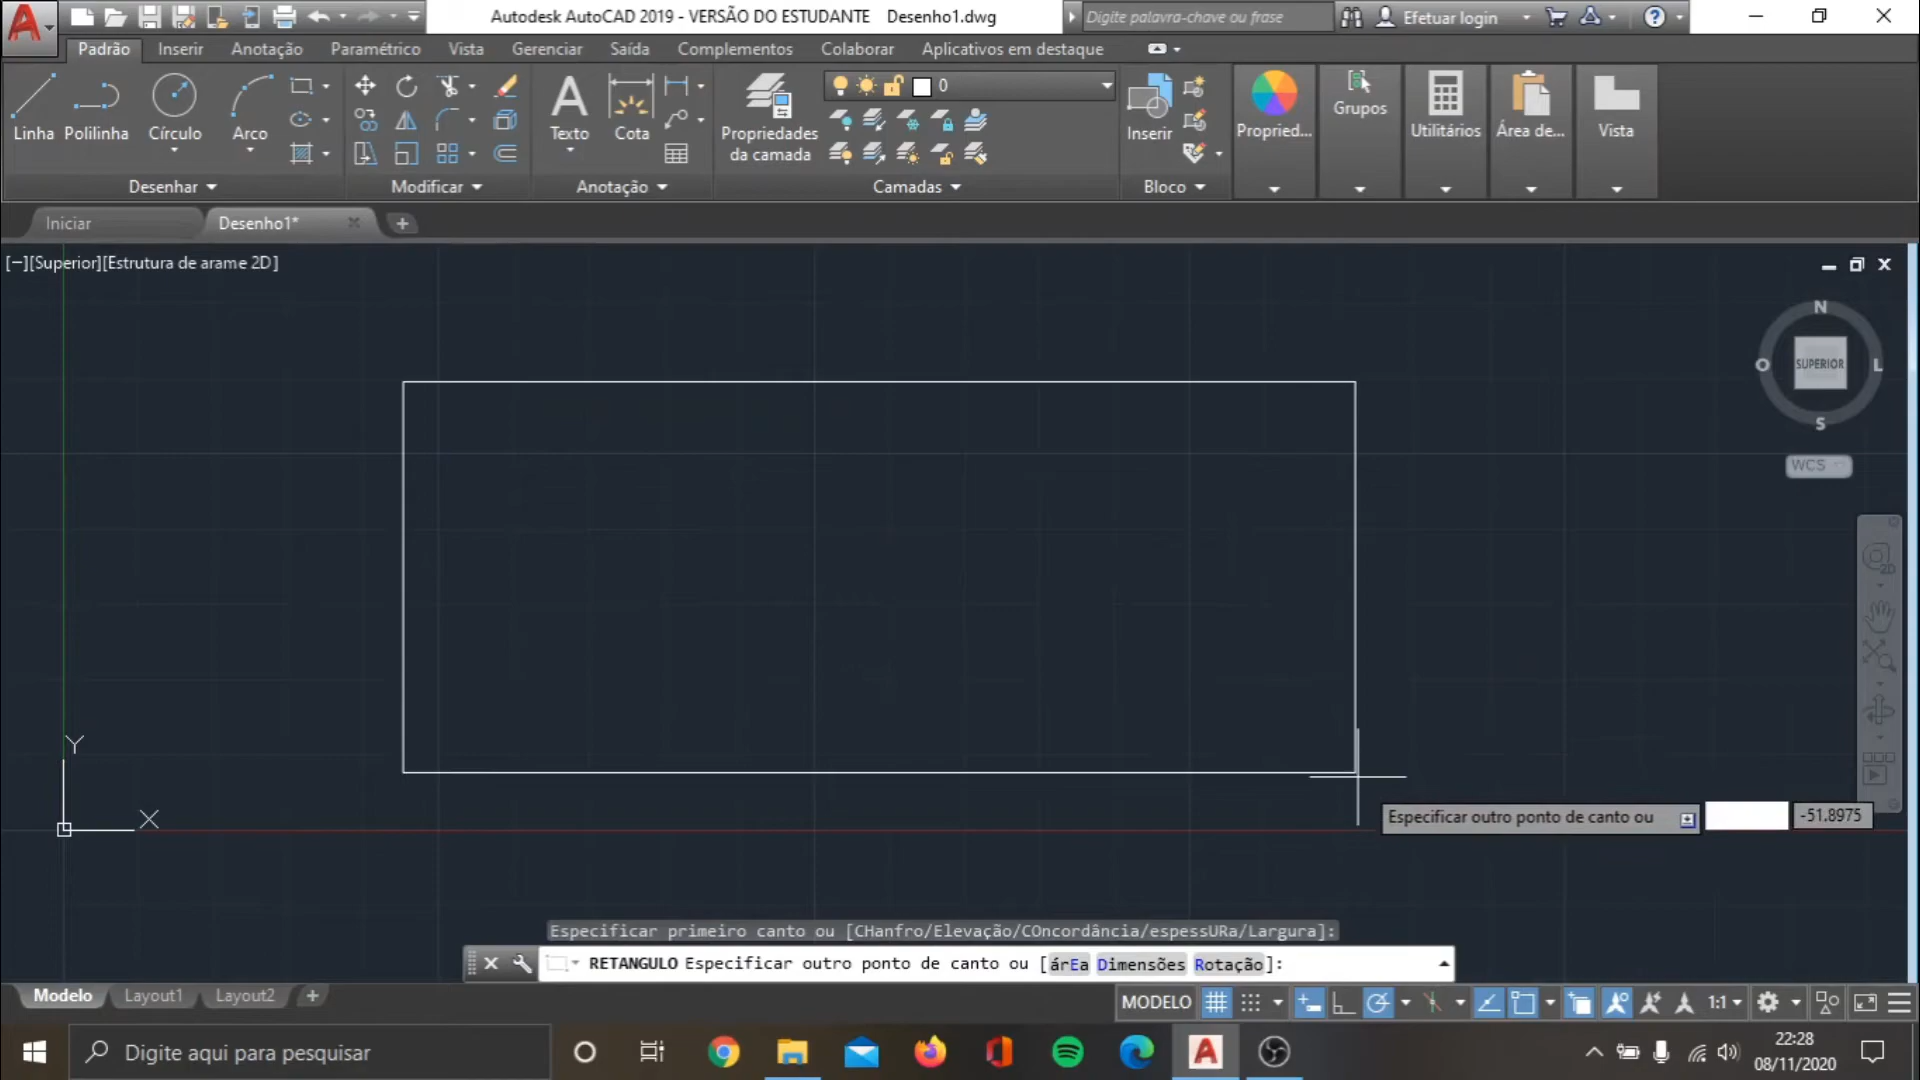 Autodesk AutoCAD 2019 - VERSÃO DO ESTUDANTE Desenho1.dwg
Digite palavra-chave ou frase
Efetuar login
Padrão Inserir Anotação Paramétrico Vista Gerenciar Saída Complementos Colaborar Aplicativos em destaque
Linha Polilinha Círculo Arco
Texto Cota
Propriedades da camada
0
Inserir
Propried... Grupos Utilitários Área de... Vista
Desenhar Modificar Anotação Camadas Bloco
Iniciar Desenho1*
[−][Superior][Estrutura de arame 2D]
N
O SUPERIOR L
S
WCS
2D
Y
X
Especificar outro ponto de canto ou -51.8975
Especificar primeiro canto ou [CHanfro/Elevação/COncordância/espessURa/Largura]:
RETANGULO Especificar outro ponto de canto ou [árEa Dimensões Rotação]:
Modelo Layout1 Layout2
MODELO 1:1
Digite aqui para pesquisar
22:28
08/11/2020